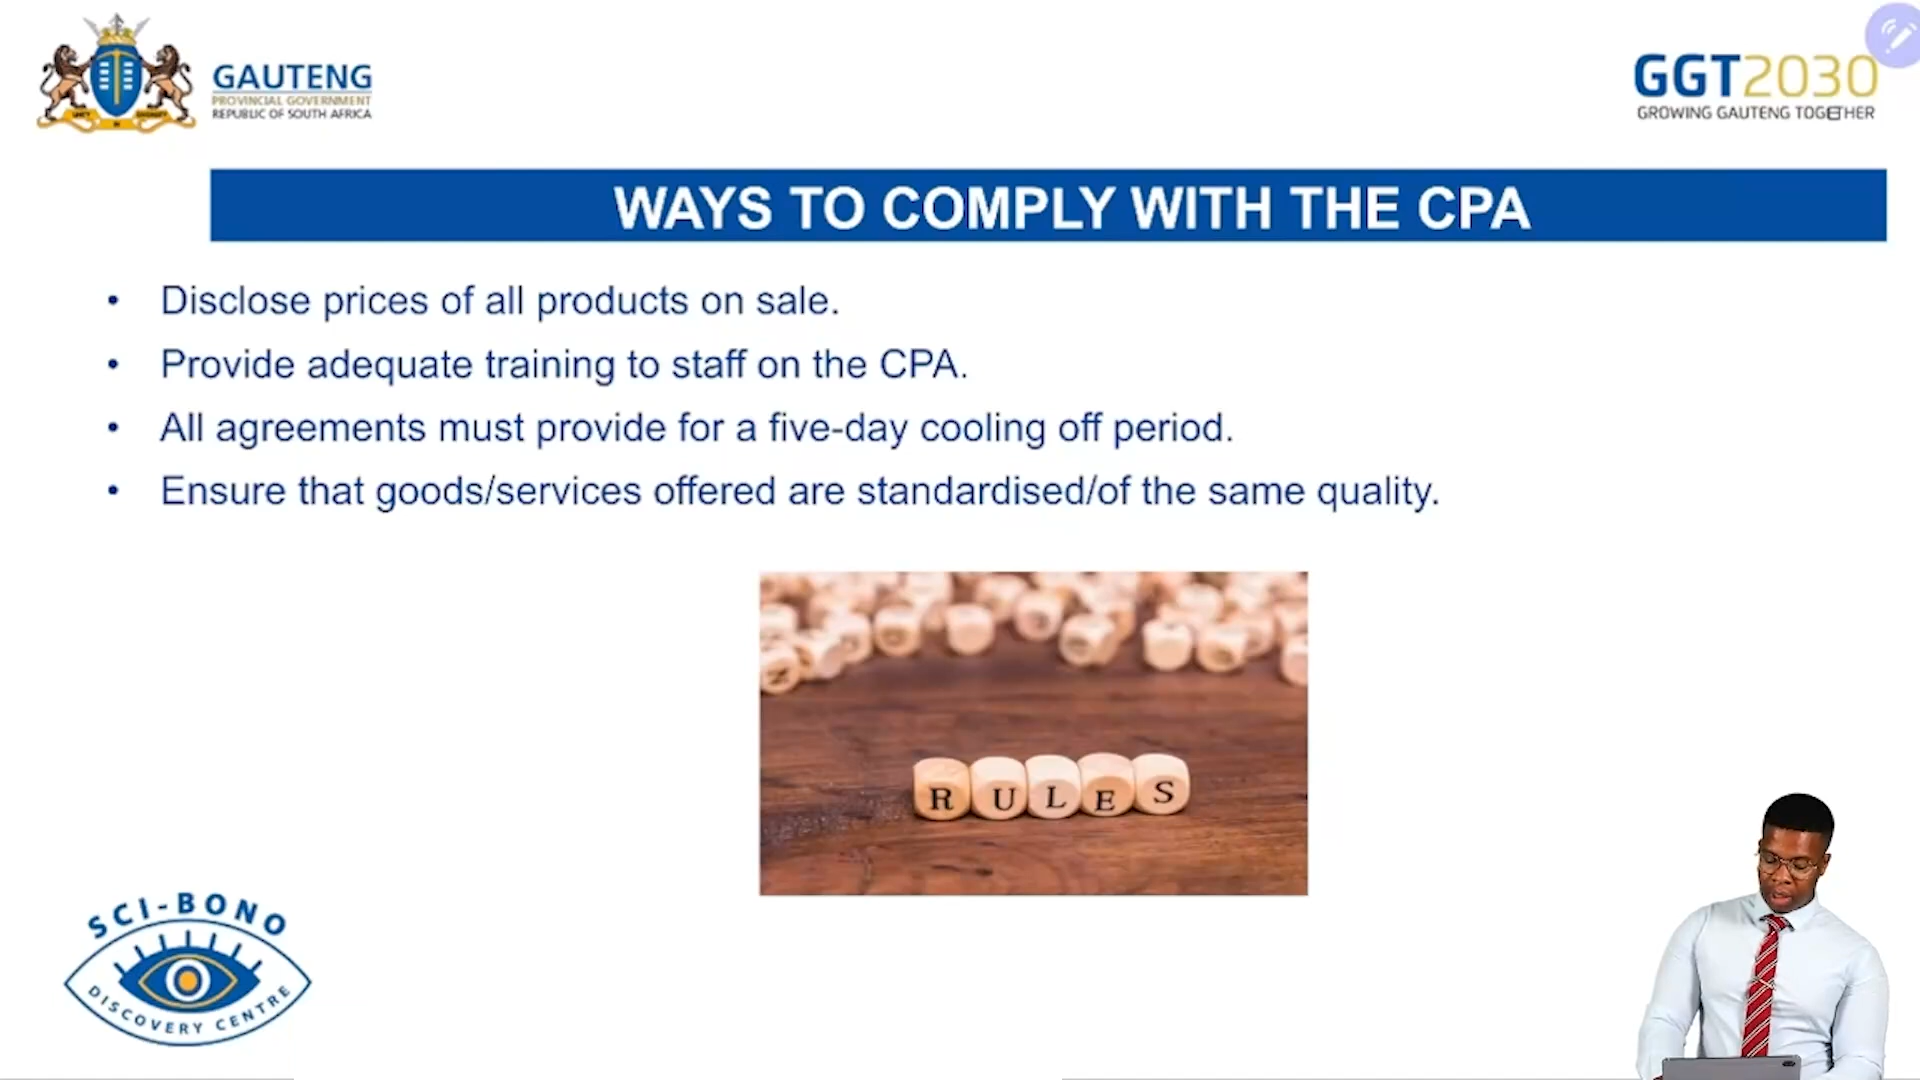 GAUTENG
PROVINCIAL GOVERNMENT
REPUBLIC OF SOUTH AFRICA
GGT2030
GROWING GAUTENG TOGETHER
WAYS TO COMPLY WITH THE CPA
• Disclose prices of all products on sale.
• Provide adequate training to staff on the CPA.
• All agreements must provide for a five-day cooling off period.
• Ensure that goods/services offered are standardised/of the same quality.
RULES
SCI-BONO
DISCOVERY CENTRE